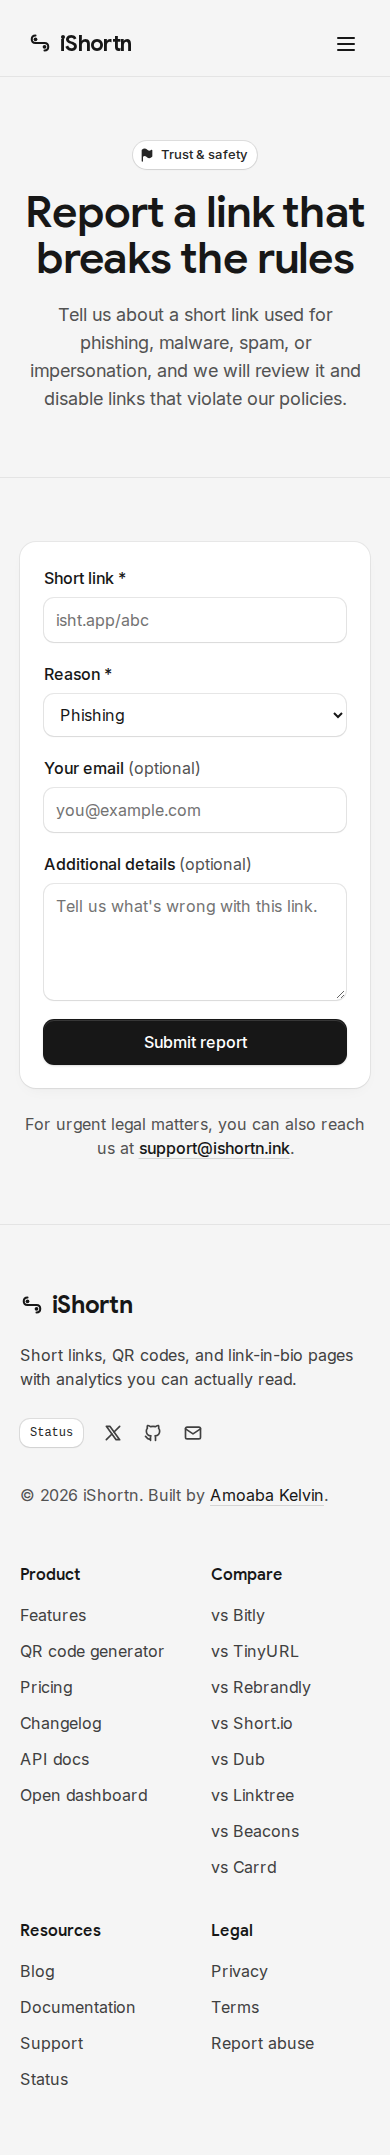 iShortn
Trust & safety
Report a link that
breaks the rules
Tell us about a short link used for
phishing, malware, spam, or
impersonation, and we will review it and
disable links that violate our policies.
Short link *
isht.app/abc
Reason *
Phishing
Your email (optional)
you@example.com
Additional details (optional)
Tell us what's wrong with this link.
Submit report
For urgent legal matters, you can also reach
us at support@ishortn.ink.
iShortn
Short links, QR codes, and link-in-bio pages
with analytics you can actually read.
Status
© 2026 iShortn. Built by Amoaba Kelvin.
Product
Features
QR code generator
Pricing
Changelog
API docs
Open dashboard
Compare
vs Bitly
vs TinyURL
vs Rebrandly
vs Short.io
vs Dub
vs Linktree
vs Beacons
vs Carrd
Resources
Blog
Documentation
Support
Status
Legal
Privacy
Terms
Report abuse